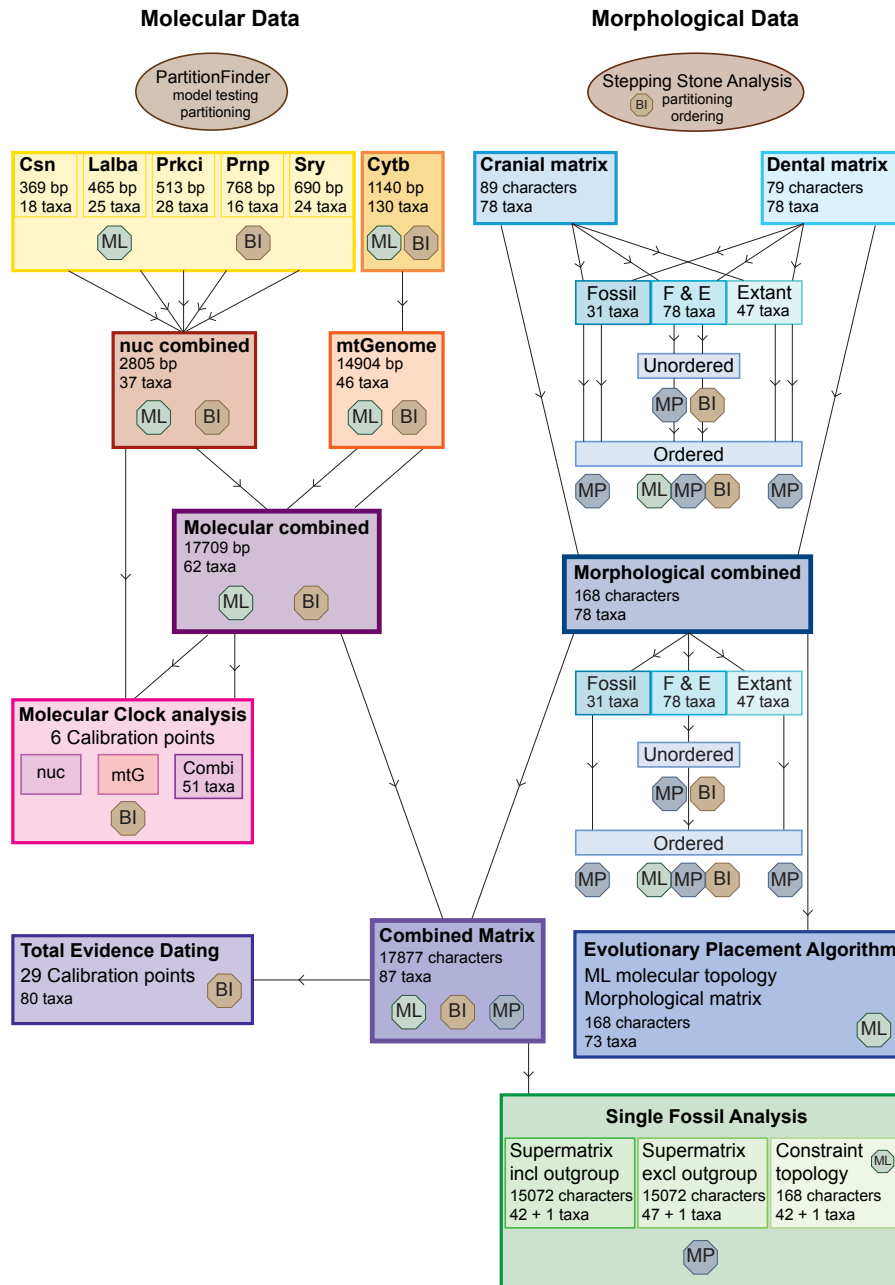 Molecular Data
Morphological Data
PartitionFinder
model testing
partitioning
Stepping Stone Analysis
BI partitioning
ordering
Csn
369 bp
18 taxa
Lalba
465 bp
25 taxa
Prkci
513 bp
28 taxa
Prnp
768 bp
16 taxa
Sry
690 bp
24 taxa
ML BI
Cytb
1140 bp
130 taxa
ML BI
Cranial matrix
89 characters
78 taxa
Dental matrix
79 characters
78 taxa
Fossil
31 taxa
F & E
78 taxa
Extant
47 taxa
Unordered
MP BI
Ordered
MP ML MP BI MP
nuc combined
2805 bp
37 taxa
ML BI
mtGenome
14904 bp
46 taxa
ML BI
Molecular combined
17709 bp
62 taxa
ML BI
Morphological combined
168 characters
78 taxa
Fossil
31 taxa
F & E
78 taxa
Extant
47 taxa
Unordered
MP BI
Ordered
MP ML MP BI MP
Molecular Clock analysis
6 Calibration points
nuc
mtG
Combi
51 taxa
BI
Total Evidence Dating
29 Calibration points
80 taxa
BI
Combined Matrix
17877 characters
87 taxa
ML BI MP
Evolutionary Placement Algorithm
ML molecular topology
Morphological matrix
168 characters
73 taxa
ML
Single Fossil Analysis
Supermatrix
incl outgroup
15072 characters
42 + 1 taxa
Supermatrix
excl outgroup
15072 characters
47 + 1 taxa
Constraint
topology
168 characters
42 + 1 taxa
ML
MP